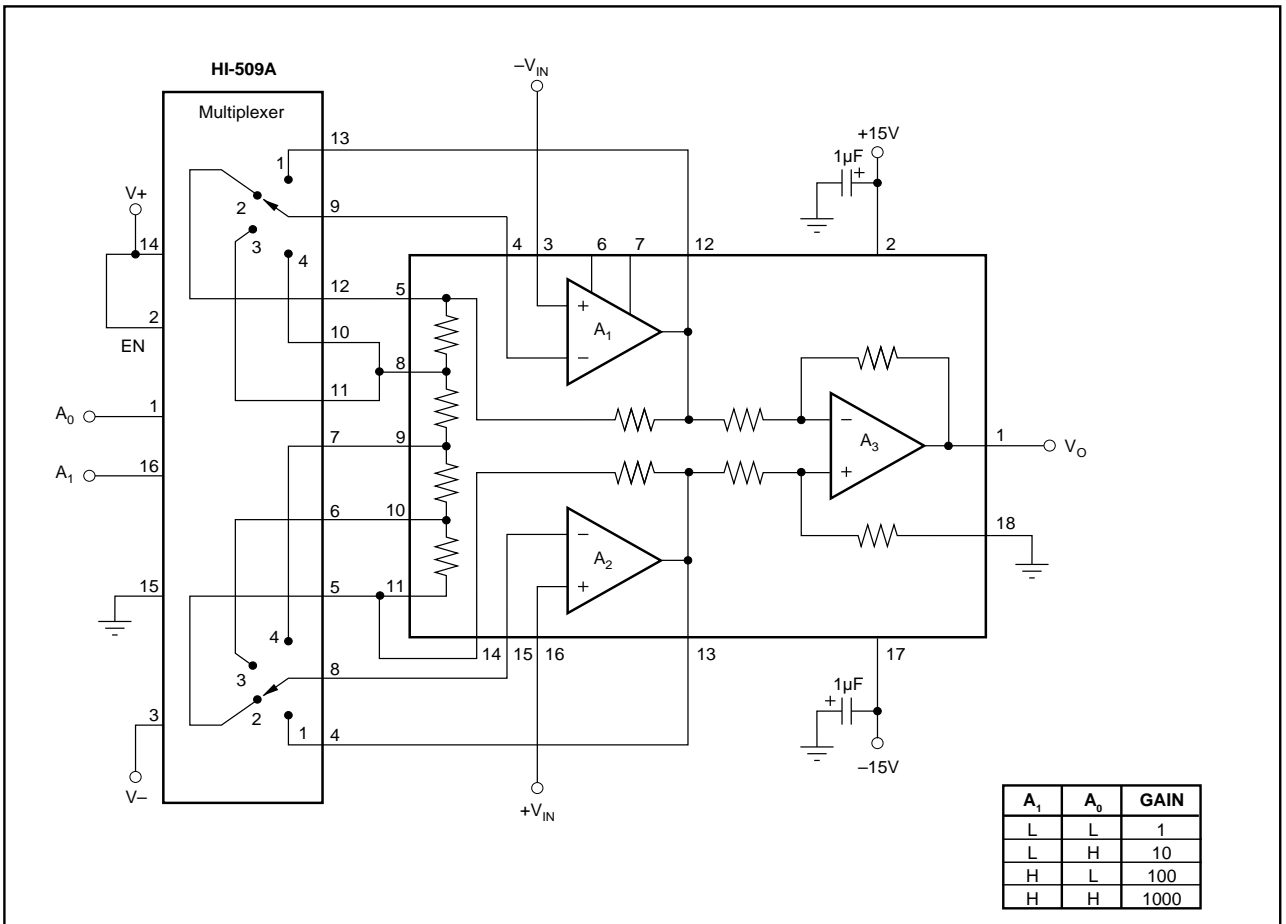 HI-509A
Multiplexer
–V_IN
+15V
1µF
+
13
1
V+
2
9
3
4
14
12
10
11
2
EN
A₀
1
7
A₁
16
6
15
5
4
3
8
2
3
1
4
V–
4
3
6
7
12
2
5
+
A₁
–
8
–
A₃
+
1
V_O
9
10
–
A₂
+
18
11
14
15
16
13
17
+
1µF
–15V
+V_IN
A₁ A₀ GAIN
L L 1
L H 10
H L 100
H H 1000